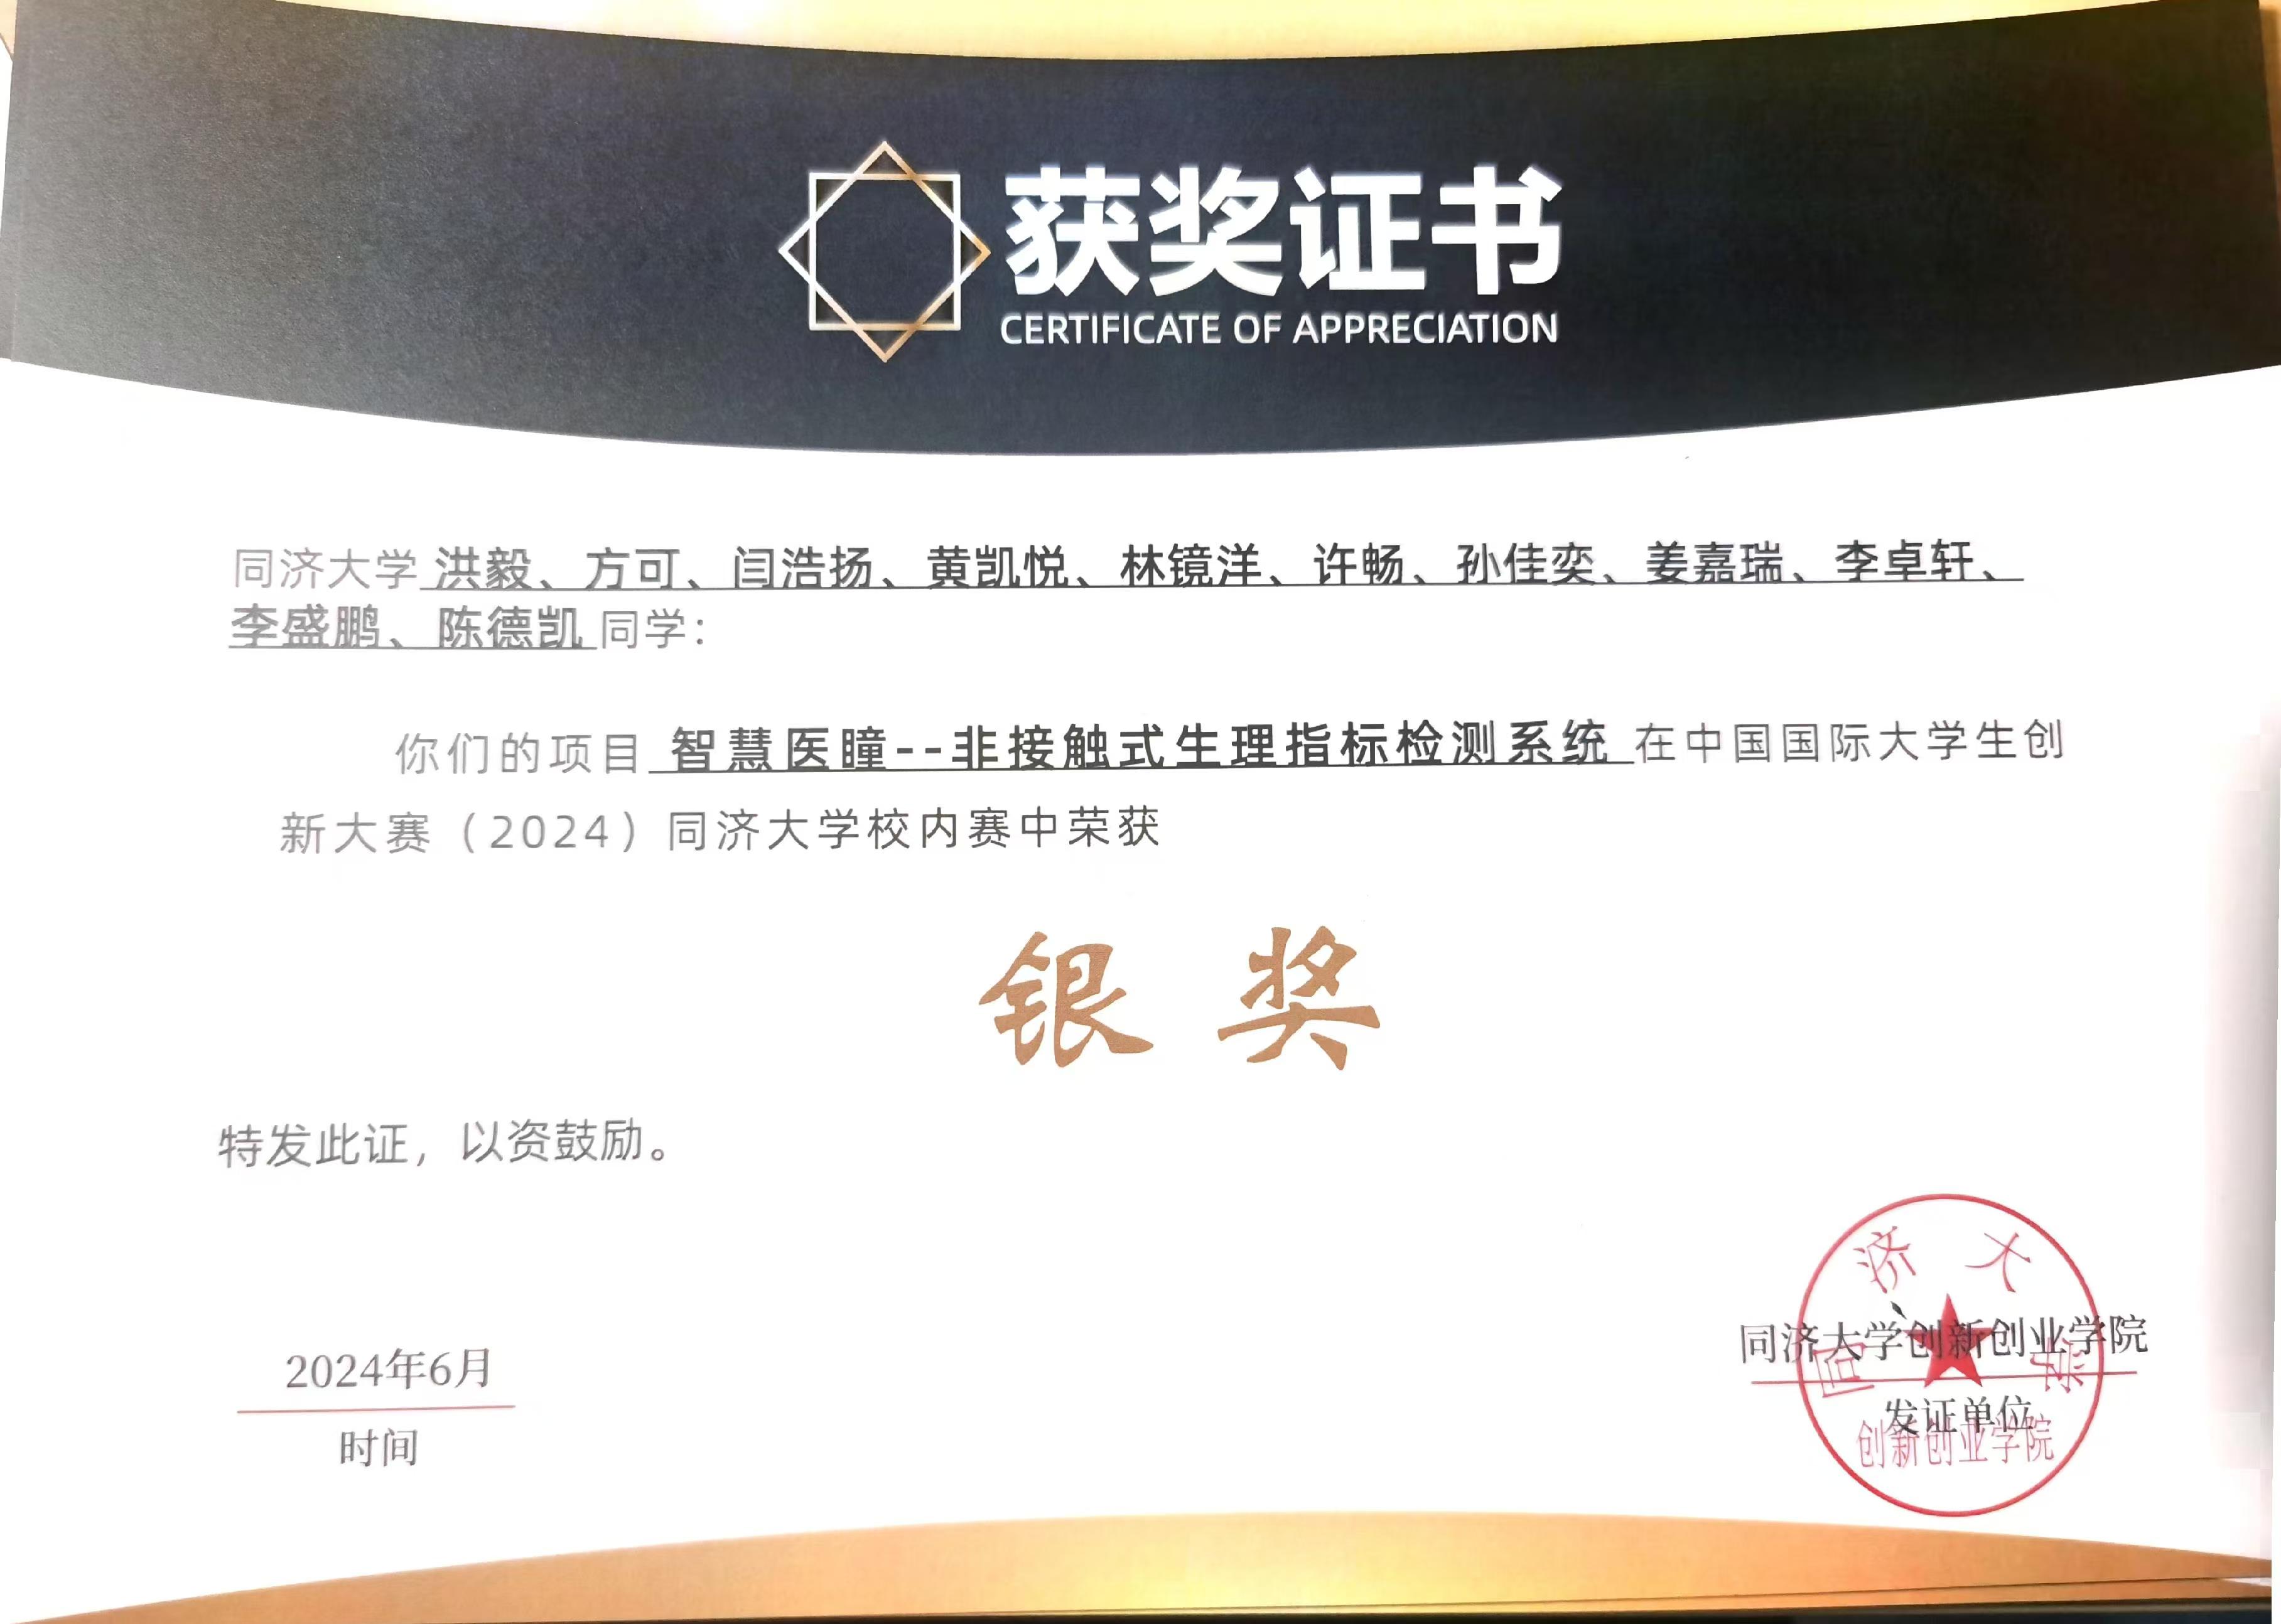 获奖证书
CERTIFICATE OF APPRECIATION
同济大学 洪毅、方可、闫浩扬、黄凯悦、林镜洋、许畅、孙佳奕、姜嘉瑞、李卓轩、
李盛鹏、陈德凯 同学：
你们的项目 智慧医瞳--非接触式生理指标检测系统 在中国国际大学生创
新大赛（2024）同济大学校内赛中荣获
银奖
特发此证，以资鼓励。
2024年6月
时间
同济大学创新创业学院
发证单位
同济大学
创新创业学院